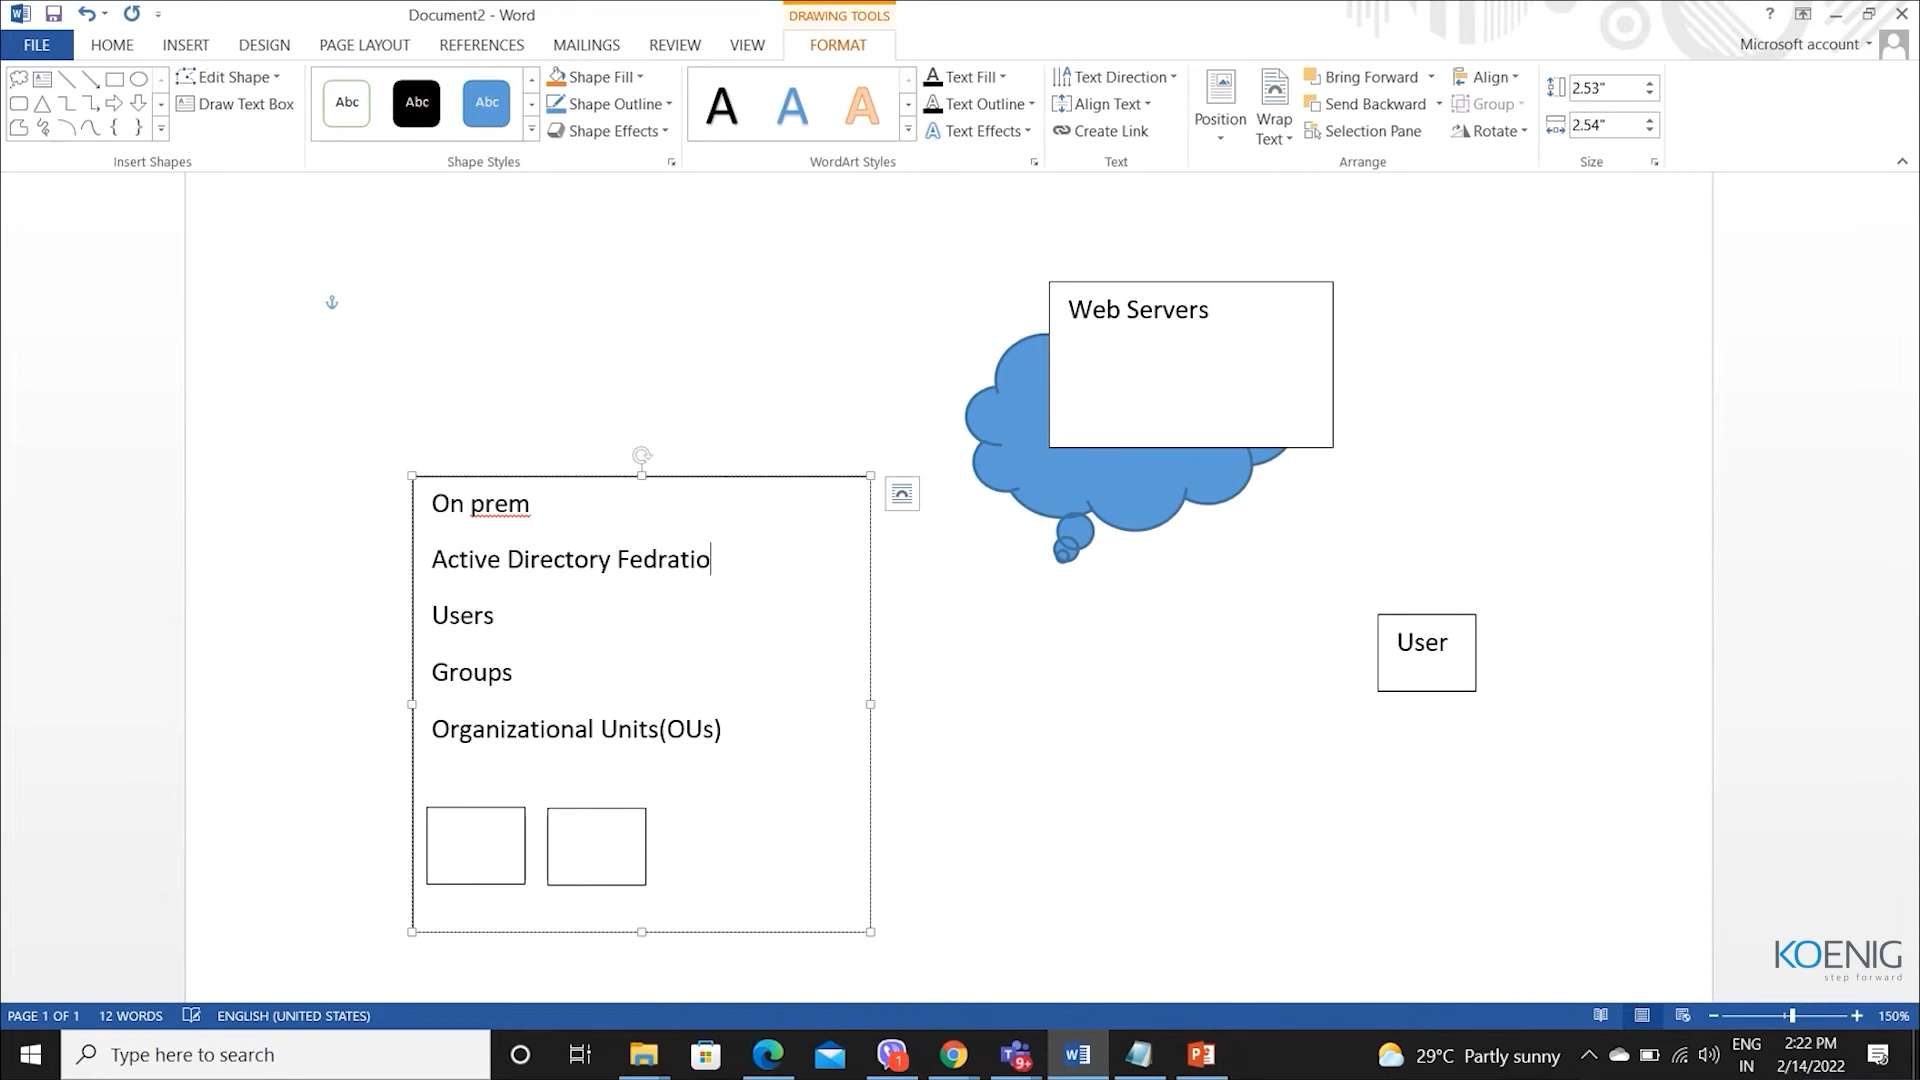 Document2 - Word
DRAWING TOOLS
?
FILE
HOME
INSERT
DESIGN
PAGE LAYOUT
REFERENCES
MAILINGS
REVIEW
VIEW
FORMAT
Microsoft account
Edit Shape
Draw Text Box
Insert Shapes
Abc
Abc
Abc
Shape Fill
Shape Outline
Shape Effects
Shape Styles
A
A
A
WordArt Styles
Text Fill
Text Outline
Text Effects
Text Direction
Align Text
Create Link
Text
Position
Wrap
Text
Bring Forward
Send Backward
Selection Pane
Align
Group
Rotate
Arrange
2.53"
2.54"
Size
Web Servers
On prem
Active Directory Fedratio
Users
Groups
Organizational Units(OUs)
User
KOENIG
step forward
PAGE 1 OF 1
12 WORDS
ENGLISH (UNITED STATES)
150%
Type here to search
1
9+
29°C Partly sunny
ENG
IN
2:22 PM
2/14/2022